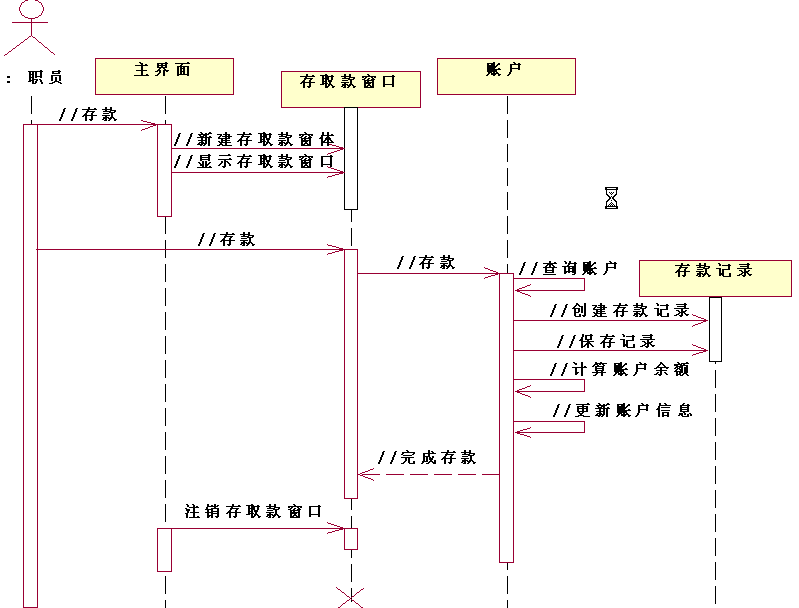 : 职员
主界面
存取款窗口
账户
//存款
//新建存取款窗体
//显示存取款窗口
//存款
//存款
//查询账户
存款记录
//创建存款记录
//保存记录
//计算账户余额
//更新账户信息
//完成存款
注销存取款窗口